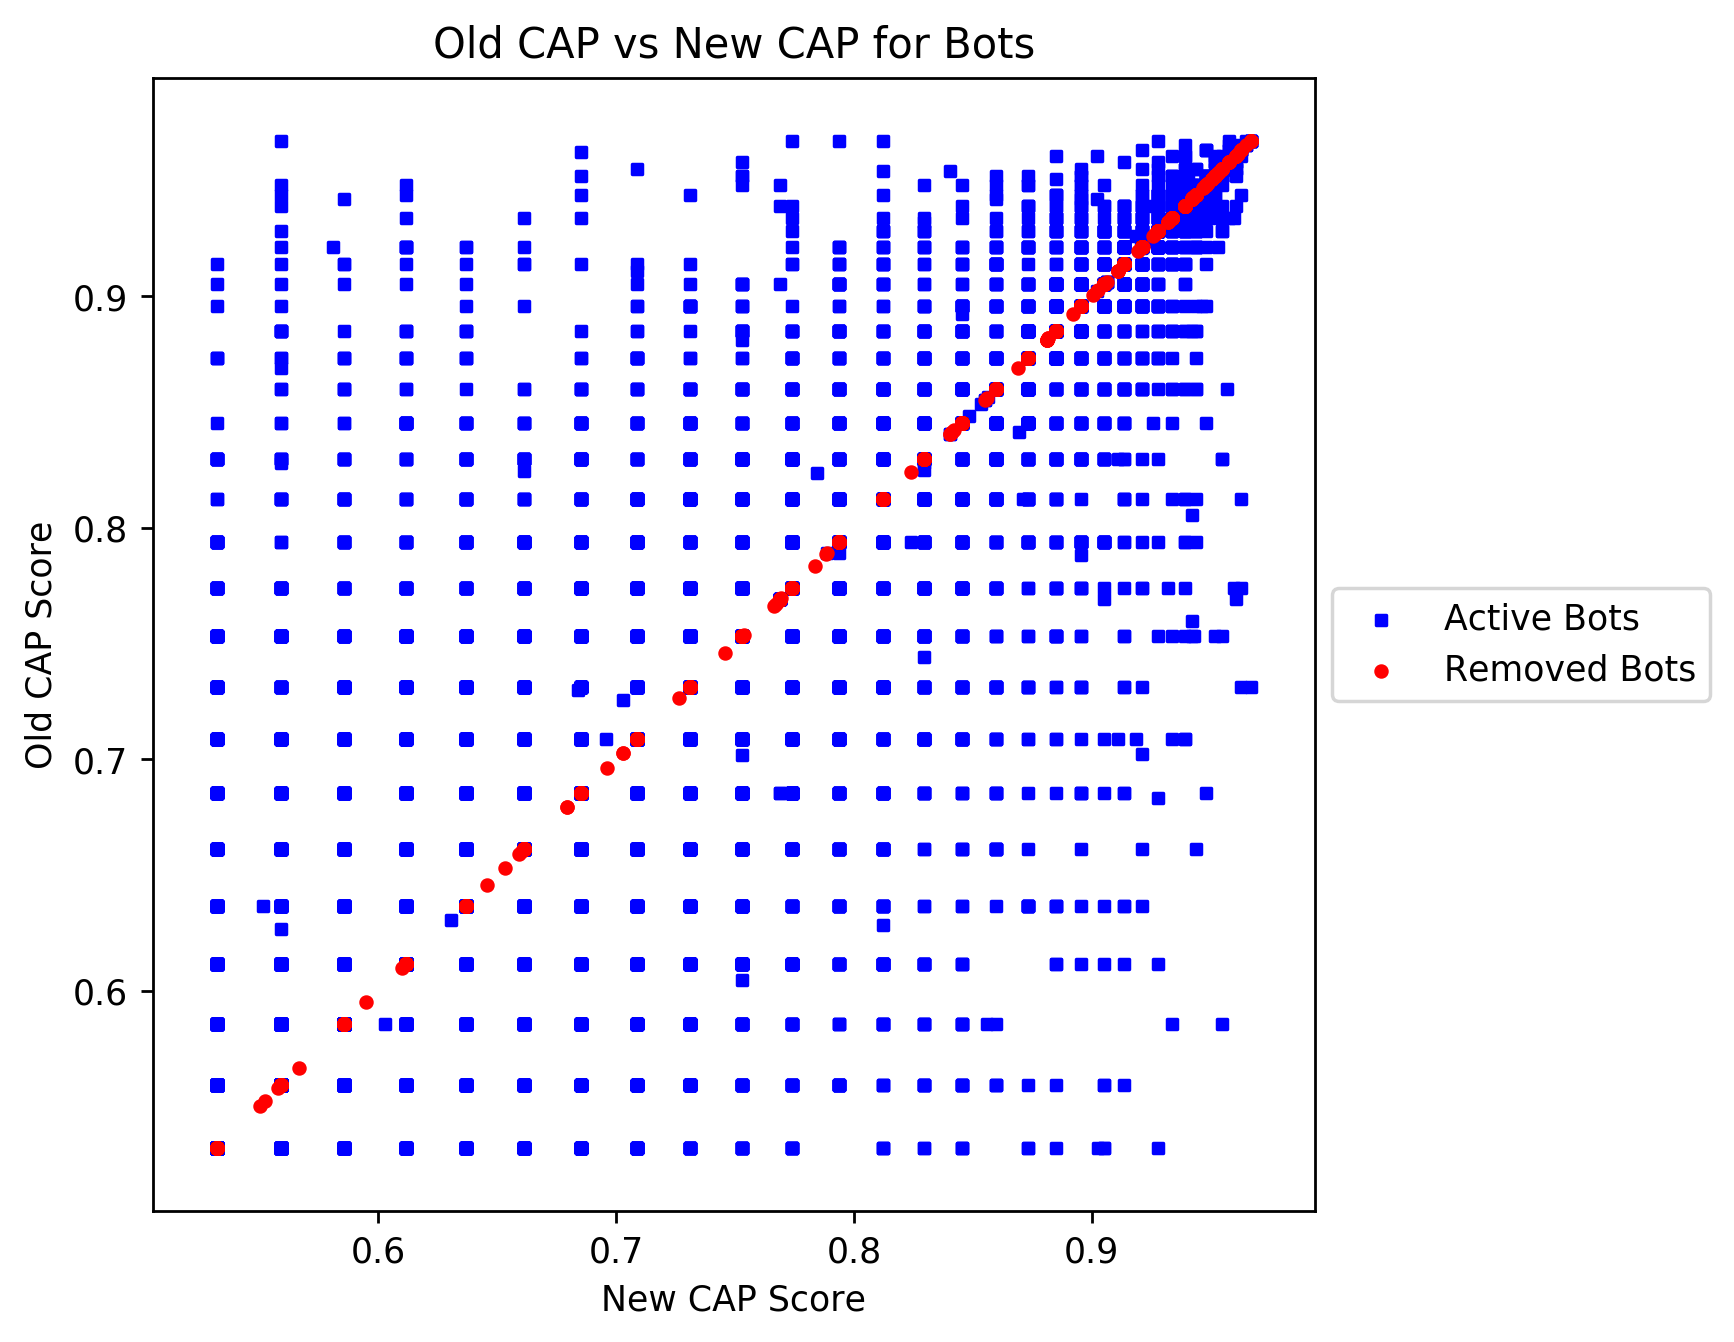 Old CAP vs New CAP for Bots
Old CAP Score
0.9
0.8
0.7
0.6
0.6 0.7 0.8 0.9
New CAP Score
Active Bots
Removed Bots